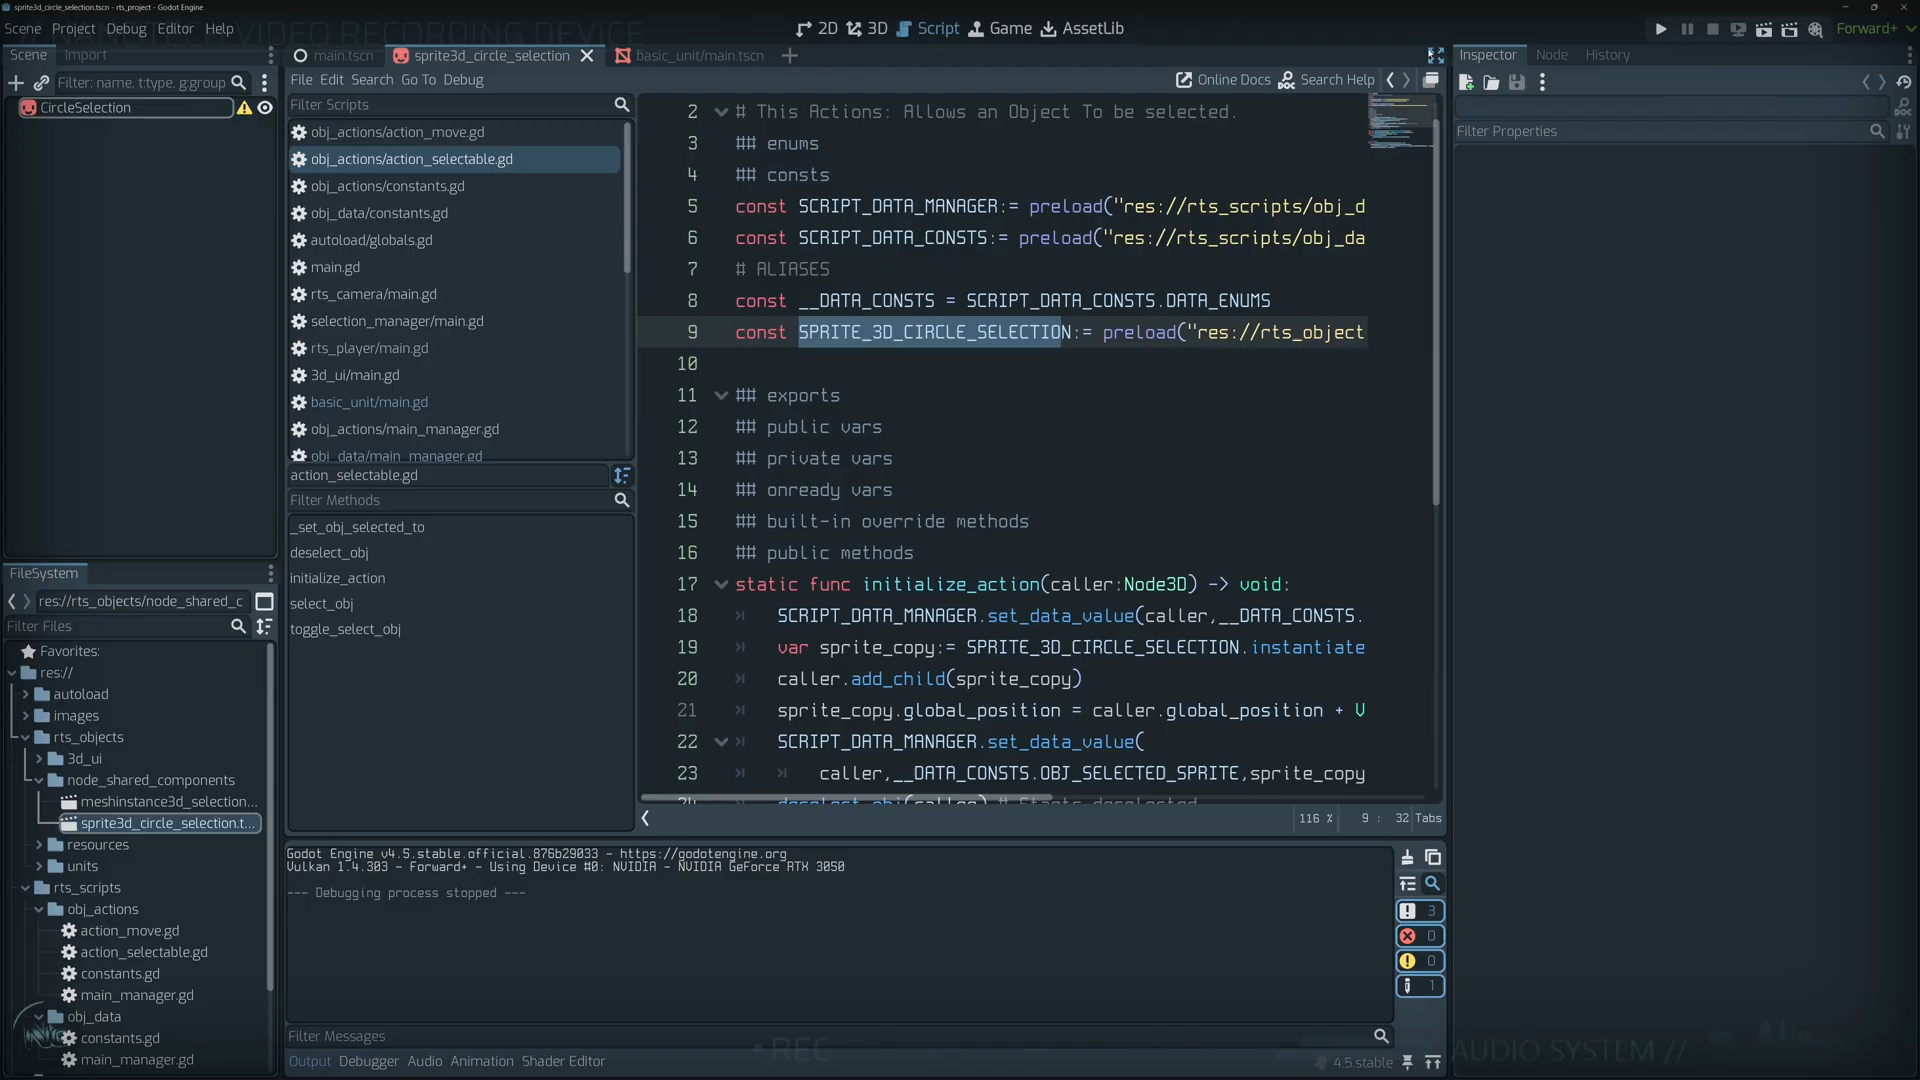 sprite3d_circle_selection.tscn - rts_project - Godot Engine
Scene Project Debug Editor Help
2D 3D Script Game AssetLib
Forward+
Scene Import
main.tscn sprite3d_circle_selection basic_unit/main.tscn
Inspector Node History
Filter: name, t:type, g:group
File Edit Search Go To Debug
Online Docs Search Help
CircleSelection
Filter Scripts
Filter Properties
obj_actions/action_move.gd
obj_actions/action_selectable.gd
obj_actions/constants.gd
obj_data/constants.gd
autoload/globals.gd
main.gd
rts_camera/main.gd
selection_manager/main.gd
rts_player/main.gd
3d_ui/main.gd
basic_unit/main.gd
obj_actions/main_manager.gd
obj_data/main_manager.gd
action_selectable.gd
Filter Methods
_set_obj_selected_to
deselect_obj
initialize_action
select_obj
toggle_select_obj
2 # This Actions: Allows an Object To be selected.
3 ## enums
4 ## consts
5 const SCRIPT_DATA_MANAGER:= preload("res://rts_scripts/obj_d
6 const SCRIPT_DATA_CONSTS:= preload("res://rts_scripts/obj_da
7 # ALIASES
8 const __DATA_CONSTS = SCRIPT_DATA_CONSTS.DATA_ENUMS
9 const SPRITE_3D_CIRCLE_SELECTION:= preload("res://rts_object
10
11 ## exports
12 ## public vars
13 ## private vars
14 ## onready vars
15 ## built-in override methods
16 ## public methods
17 static func initialize_action(caller:Node3D) -> void:
18 SCRIPT_DATA_MANAGER.set_data_value(caller,__DATA_CONSTS.
19 var sprite_copy:= SPRITE_3D_CIRCLE_SELECTION.instantiate
20 caller.add_child(sprite_copy)
21 sprite_copy.global_position = caller.global_position + V
22 SCRIPT_DATA_MANAGER.set_data_value(
23 caller,__DATA_CONSTS.OBJ_SELECTED_SPRITE,sprite_copy
24 deselect_obj(caller) # Starts deselected
116 % 9 : 32 Tabs
FileSystem
res://rts_objects/node_shared_c
Filter Files
Favorites:
res://
autoload
images
rts_objects
3d_ui
node_shared_components
meshinstance3d_selection...
sprite3d_circle_selection.t...
resources
units
rts_scripts
obj_actions
action_move.gd
action_selectable.gd
constants.gd
main_manager.gd
obj_data
constants.gd
main_manager.gd
Godot Engine v4.5.stable.official.876b29033 - https://godotengine.org
Vulkan 1.4.303 - Forward+ - Using Device #0: NVIDIA - NVIDIA GeForce RTX 3050
--- Debugging process stopped ---
3
0
0
1
Filter Messages
Output Debugger Audio Animation Shader Editor
4.5.stable
VIDEO RECORDING DEVICE
REC
AUDIO SYSTEM //